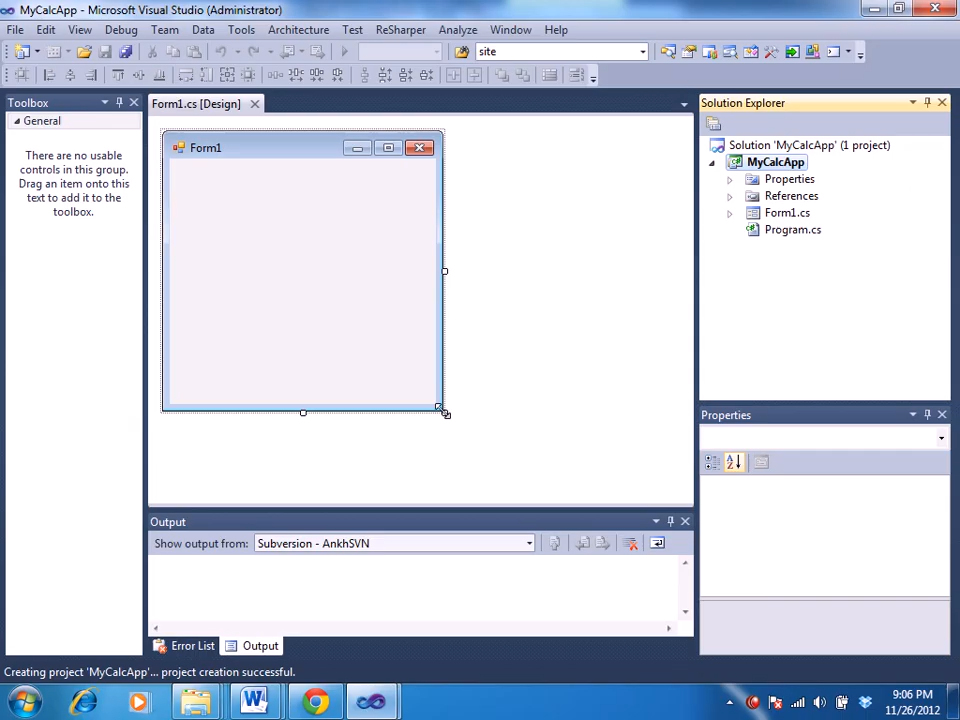 MyCalcApp - Microsoft Visual Studio (Administrator)
File Edit View Debug Team Data Tools Architecture Test ReSharper Analyze Window Help
site
Toolbox
General
There are no usable
controls in this group.
Drag an item onto this
text to add it to the
toolbox.
Form1.cs [Design]
Form1
Solution Explorer
Solution 'MyCalcApp' (1 project)
MyCalcApp
Properties
References
Form1.cs
Program.cs
Properties
Output
Show output from: Subversion - AnkhSVN
Error List Output
Creating project 'MyCalcApp'... project creation successful.
9:06 PM
11/26/2012